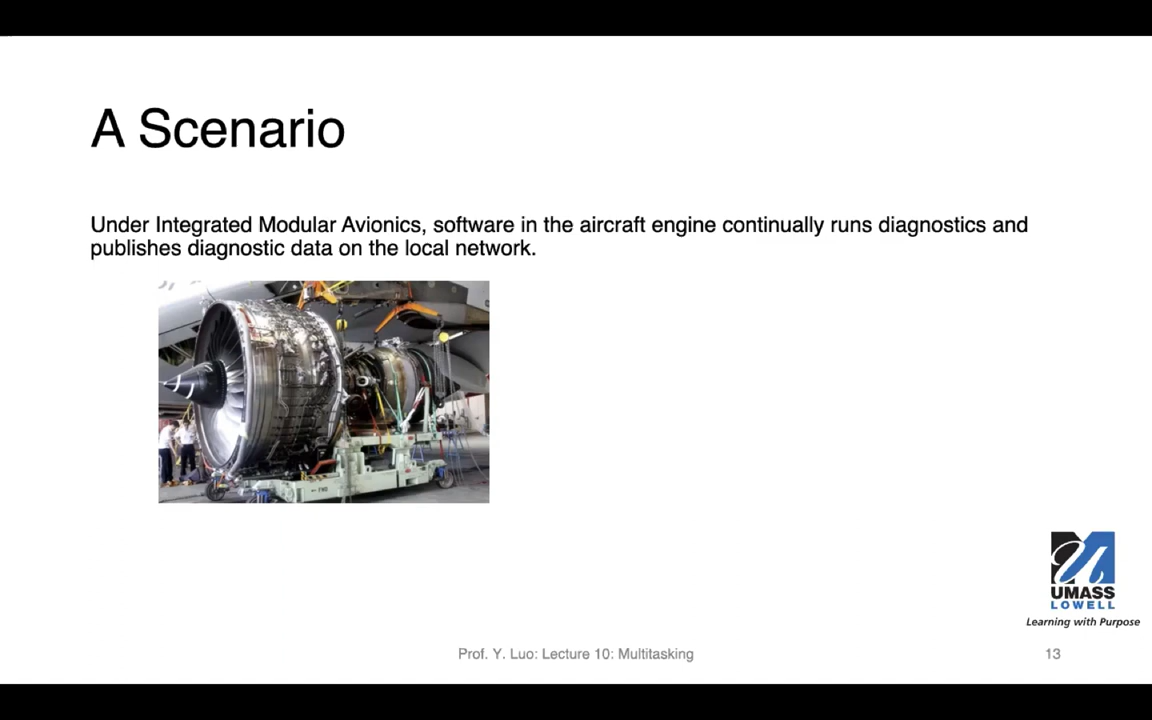 A Scenario
Under Integrated Modular Avionics, software in the aircraft engine continually runs diagnostics and
publishes diagnostic data on the local network.
UMASS
LOWELL
Learning with Purpose
Prof. Y. Luo: Lecture 10: Multitasking
13